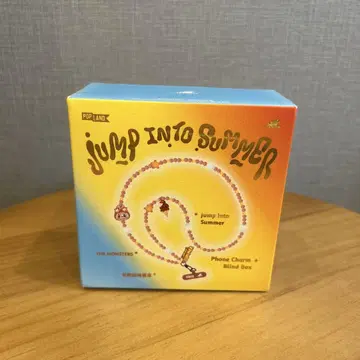 POP LAND
JUMP INTO SUMMER
Jump Into
Summer
THE MONSTERS
Phone Charm
Blind Box